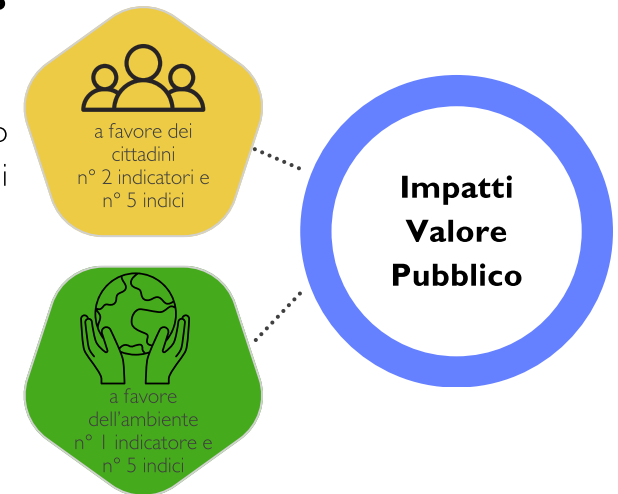 a favore dei
cittadini
n° 2 indicatori e
n° 5 indici
Impatti
Valore
Pubblico
a favore
dell'ambiente
n° 1 indicatore e
n° 5 indici